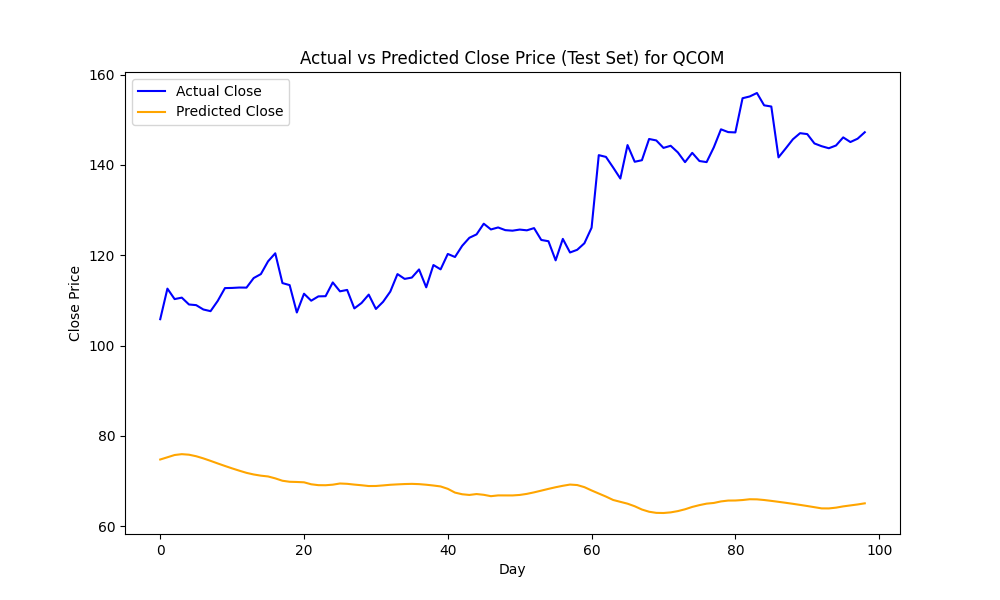 Actual vs Predicted Close Price (Test Set) for QCOM
Actual Close
Predicted Close
160
140
120
100
80
60
Close Price
0 20 40 60 80 100
Day